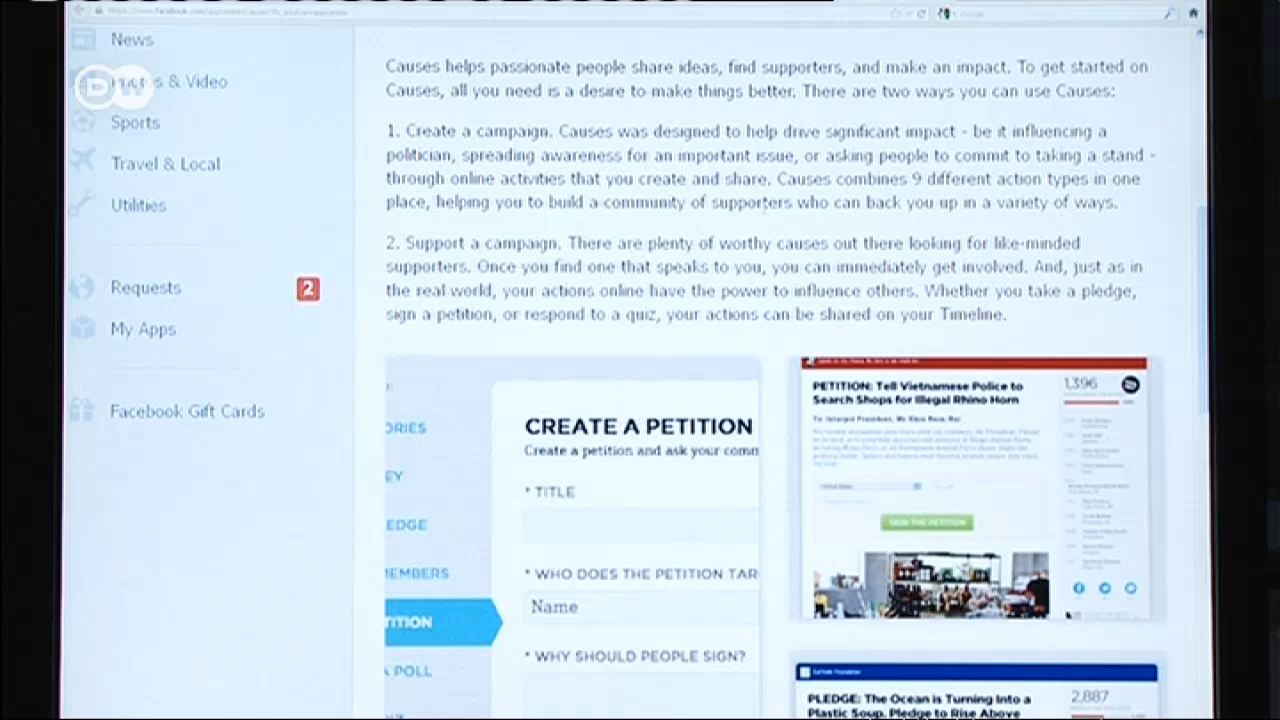 News
Photos & Video
Sports
Travel & Local
Utilities
Requests
2
My Apps
Facebook Gift Cards
Causes helps passionate people share ideas, find supporters, and make an impact. To get started on
Causes, all you need is a desire to make things better. There are two ways you can use Causes:
1. Create a campaign. Causes was designed to help drive significant impact - be it influencing a
politician, spreading awareness for an important issue, or asking people to commit to taking a stand -
through online activities that you create and share. Causes combines 9 different action types in one
place, helping you to build a community of supporters who can back you up in a variety of ways.
2. Support a campaign. There are plenty of worthy causes out there looking for like-minded
supporters. Once you find one that speaks to you, you can immediately get involved. And, just as in
the real world, your actions online have the power to influence others. Whether you take a pledge,
sign a petition, or respond to a quiz, your actions can be shared on your Timeline.
ORIES
EY
EDGE
EMBERS
TITION
A POLL
CREATE A PETITION
Create a petition and ask your comm
* TITLE
* WHO DOES THE PETITION TAR
Name
* WHY SHOULD PEOPLE SIGN?
PETITION: Tell Vietnamese Police to
Search Shops for Illegal Rhino Horn
1,396
SIGN THE PETITION
PLEDGE: The Ocean is Turning Into a
Plastic Soup. Pledge to Rise Above
2,887
DW